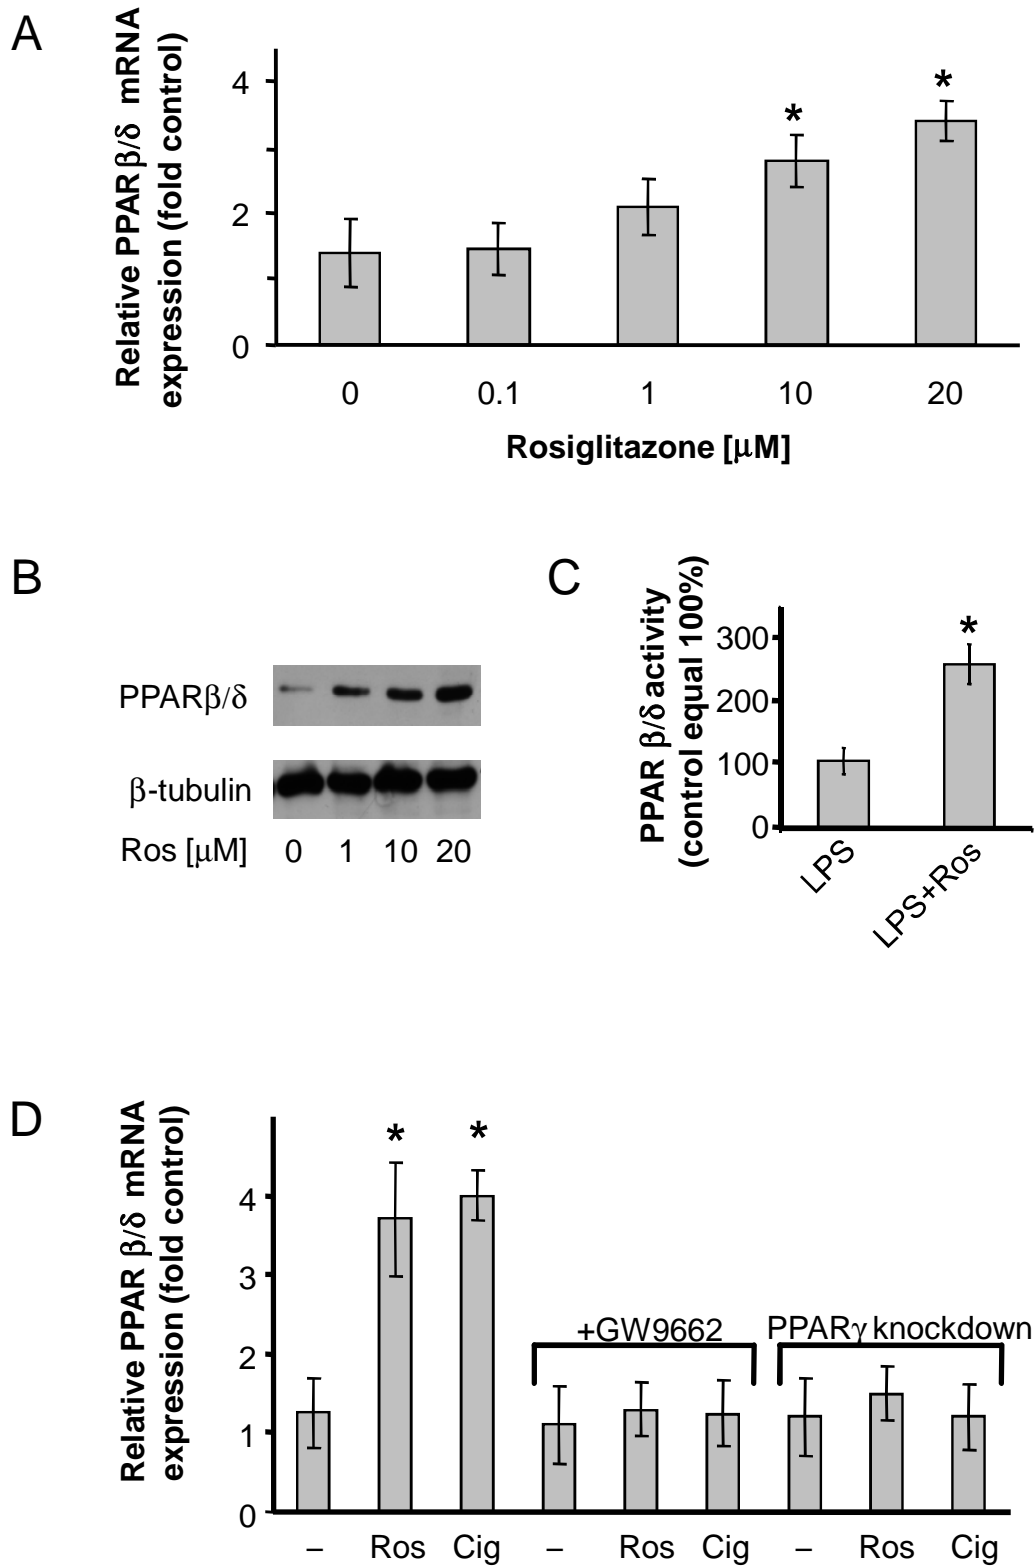 A
Relative PPARβ/δ mRNA
expression (fold control)
4
2
0
*
*
0 0.1 1 10 20
Rosiglitazone [μM]
B
PPARβ/δ
β-tubulin
Ros [μM] 0 1 10 20
C
PPAR β/δ activity
(control equal 100%)
300
200
100
0
*
LPS
LPS+Ros
D
Relative PPAR β/δ mRNA
expression (fold control)
4
3
2
1
0
* *
+GW9662
PPARγ knockdown
– Ros Cig – Ros Cig – Ros Cig